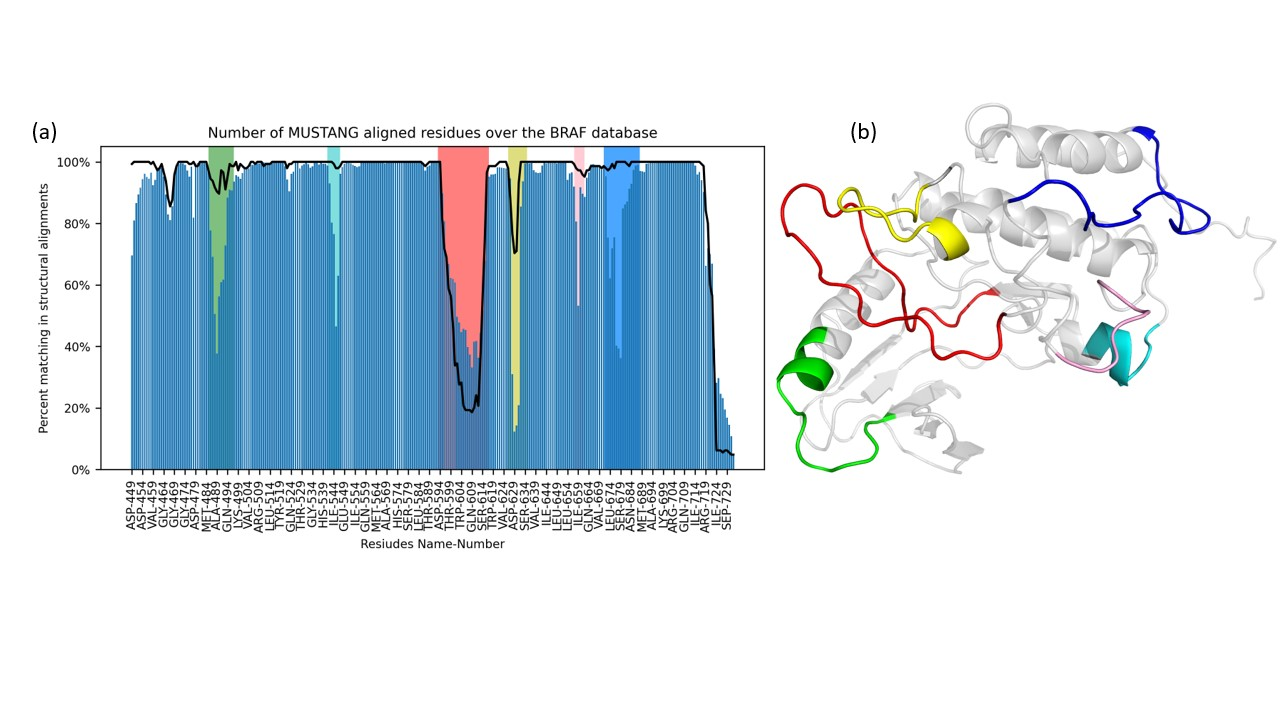 (a)
(b)
Number of MUSTANG aligned residues over the BRAF database
Percent matching in structural alignments
100%
80%
60%
40%
20%
0%
ASP-449
ASP-454
VAL-459
GLY-464
GLY-469
GLY-474
ASP-479
MET-484
ALA-489
GLN-494
LYS-499
VAL-504
ARG-509
LEU-514
TYR-519
GLN-524
THR-529
GLY-534
HIS-539
ILE-544
GLU-549
ILE-554
GLN-559
MET-564
ALA-569
HIS-574
SER-579
LEU-584
THR-589
ASP-594
THR-599
TRP-604
GLN-609
SER-614
TRP-619
VAL-624
ASP-629
SER-634
VAL-639
ILE-644
LEU-649
LEU-654
ILE-659
GLN-664
VAL-669
LEU-674
SER-679
ASN-684
MET-689
ALA-694
LYS-699
ARG-704
GLN-709
ILE-714
ARG-719
ILE-724
SEP-729
Resiudes Name-Number